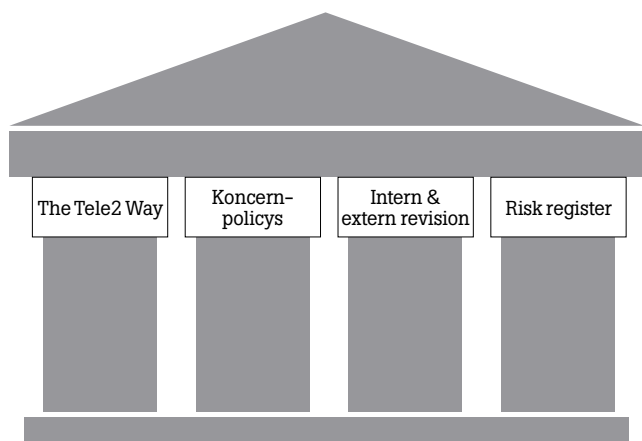 The Tele2 Way
Koncern-
policys
Intern &
extern revision
Risk register